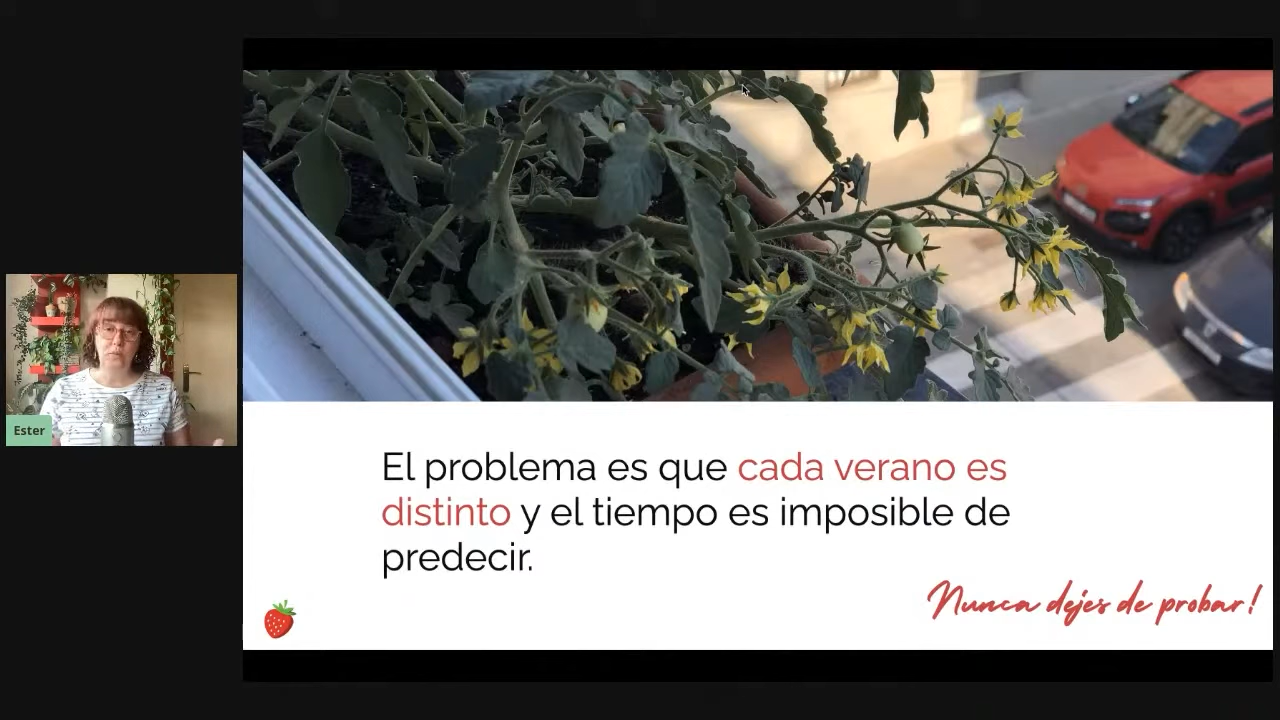 Ester
El problema es que cada verano es
distinto y el tiempo es imposible de
predecir.
Nunca dejes de probar!